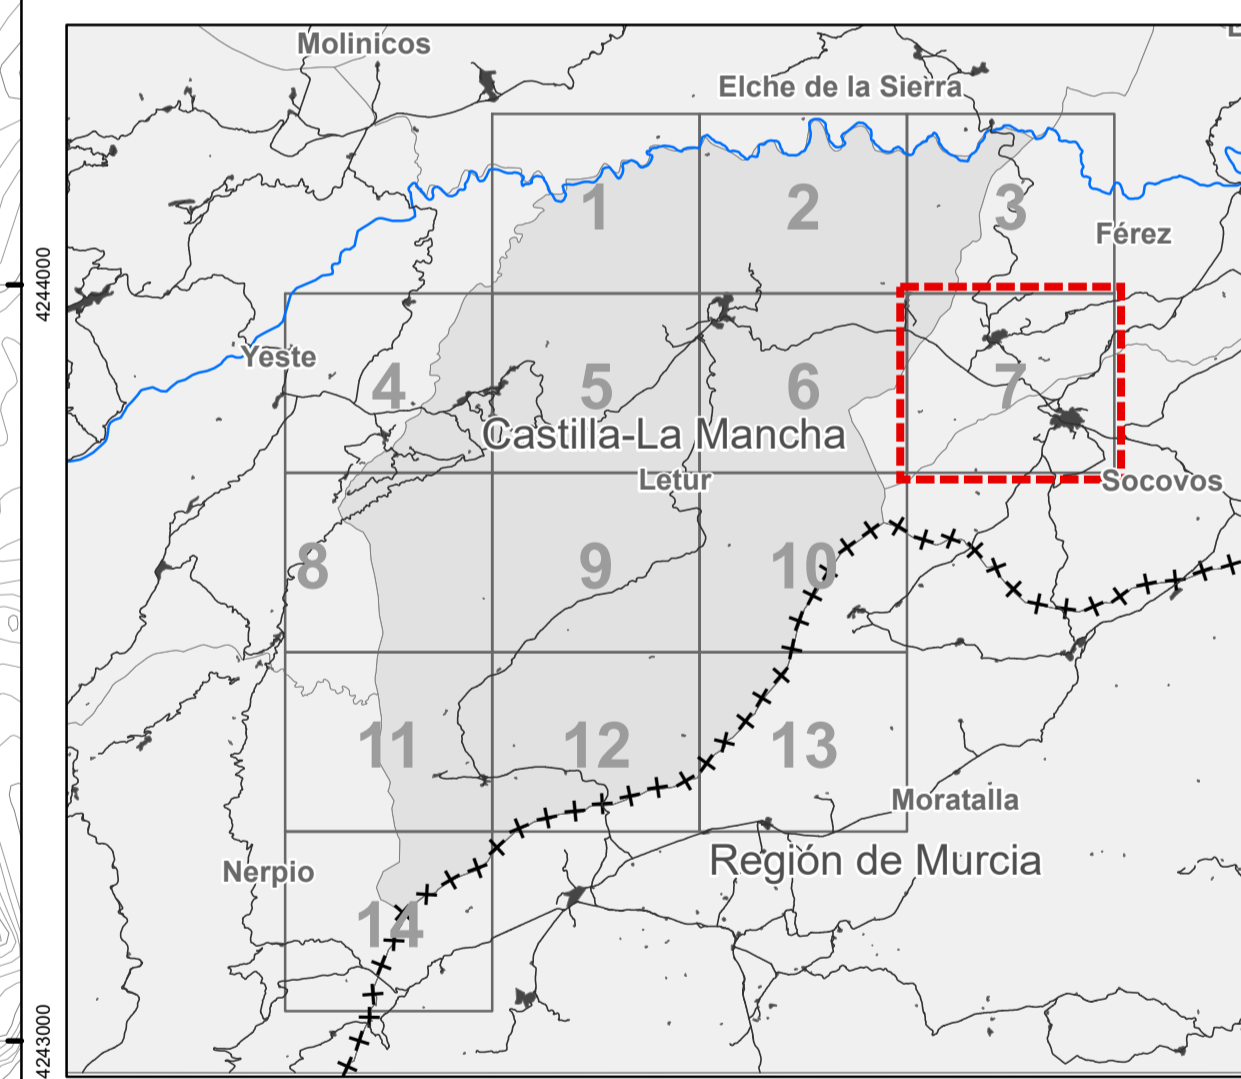 Molinicos
Elche de la Sierra
1
2
3
Férez
4244000
Yeste
4
5
6
7
Castilla-La Mancha
Letur
Socovos
8
9
10
11
12
13
Moratalla
Región de Murcia
Nerpio
14
4243000